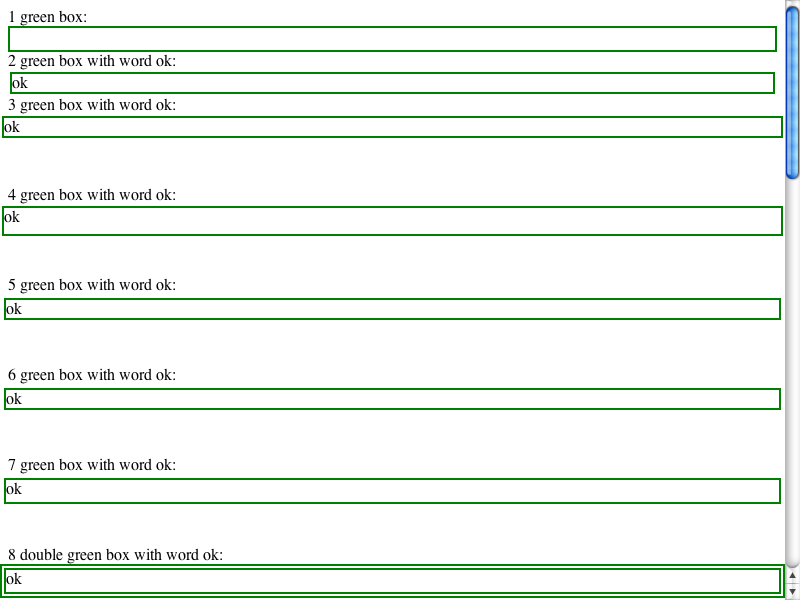 1 green box:
2 green box with word ok:
ok
3 green box with word ok:
ok
4 green box with word ok:
ok
5 green box with word ok:
ok
6 green box with word ok:
ok
7 green box with word ok:
ok
8 double green box with word ok:
ok